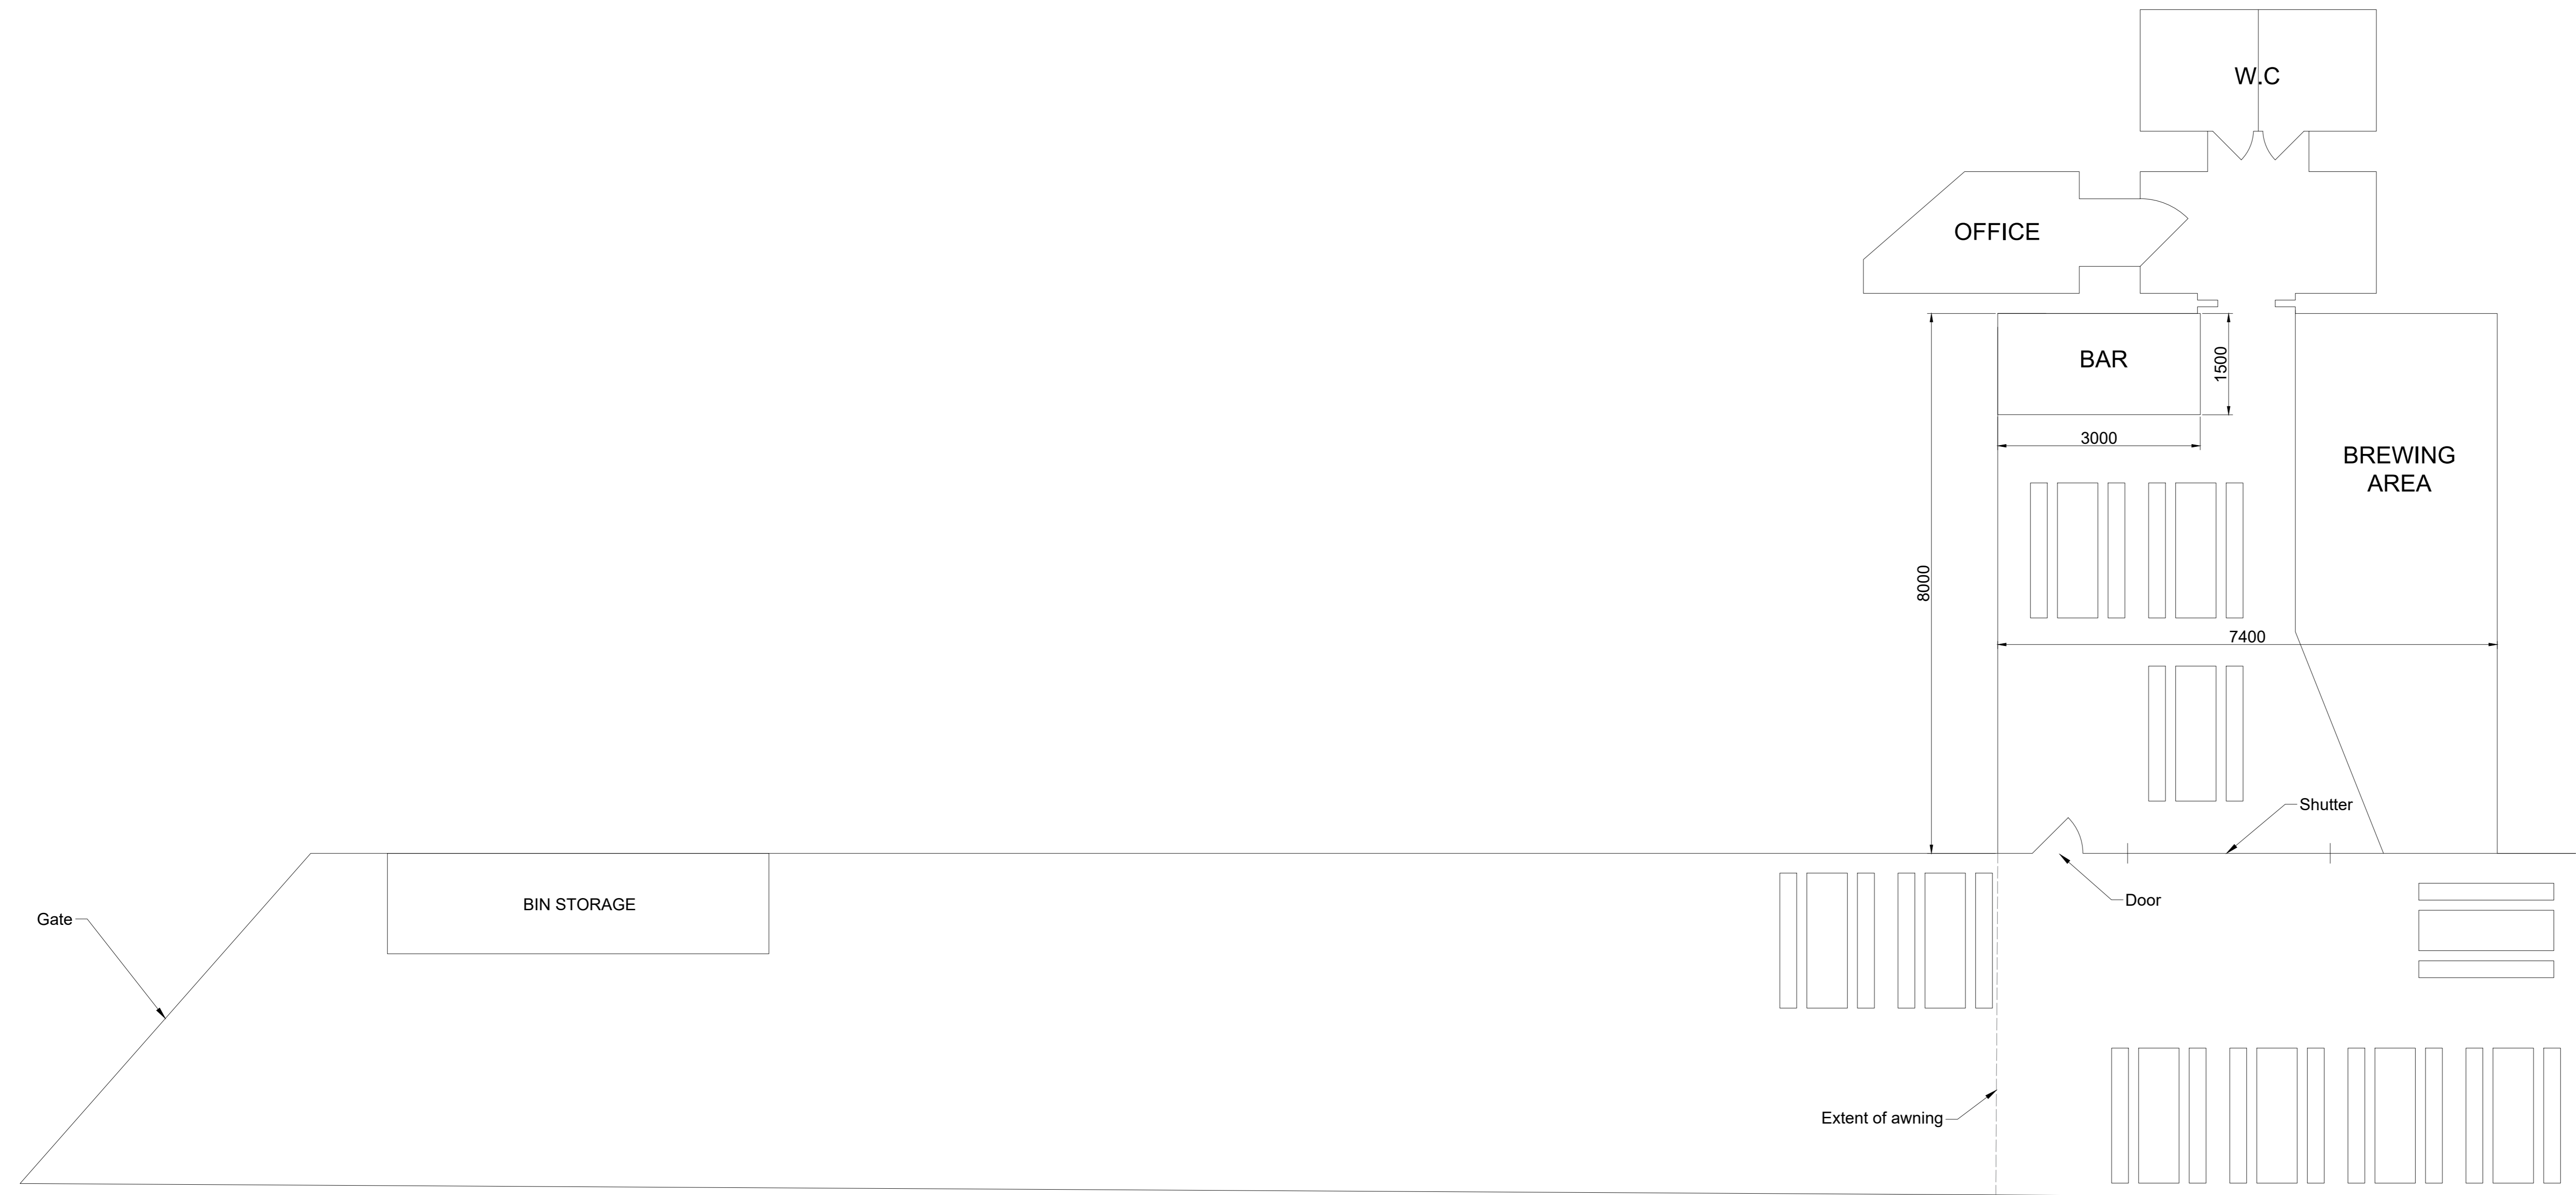 W.C
OFFICE
BAR
1500
3000
BREWING
AREA
8000
7400
Shutter
Door
BIN STORAGE
Gate
Extent of awning